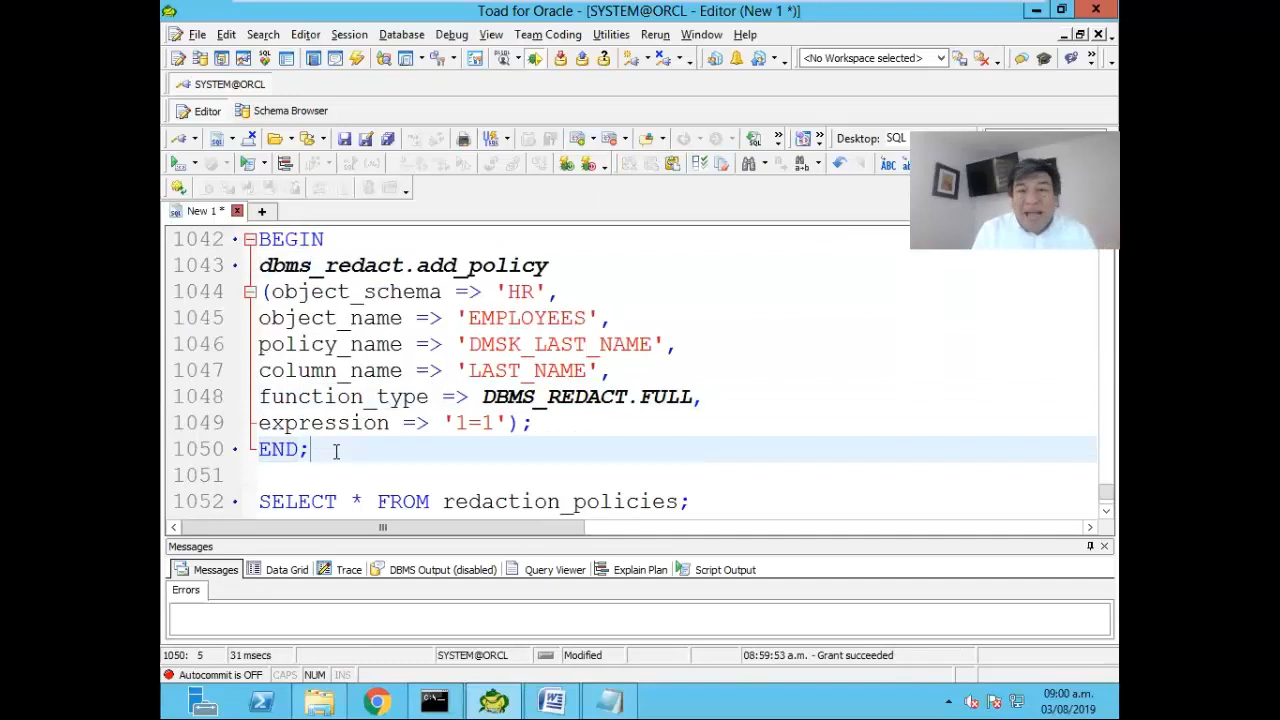 Toad for Oracle - [SYSTEM@ORCL - Editor (New 1 *)]
File Edit Search Editor Session Database Debug View Team Coding Utilities Rerun Window Help
<No Workspace selected>
SYSTEM@ORCL
Editor Schema Browser
Desktop: SQL
New 1 *
1042 BEGIN
1043 dbms_redact.add_policy
1044 (object_schema => 'HR',
1045 object_name => 'EMPLOYEES',
1046 policy_name => 'DMSK_LAST_NAME',
1047 column_name => 'LAST_NAME',
1048 function_type => DBMS_REDACT.FULL,
1049 expression => '1=1');
1050 END;
1051
1052 SELECT * FROM redaction_policies;
Messages
Messages Data Grid Trace DBMS Output (disabled) Query Viewer Explain Plan Script Output
Errors
1050: 5 31 msecs SYSTEM@ORCL Modified 08:59:53 a.m. - Grant succeeded
Autocommit is OFF CAPS NUM INS
09:00 a.m.
03/08/2019